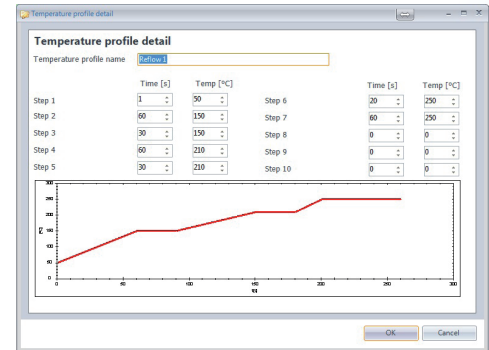 Temperature profile detail
Temperature profile detail
Temperature profile name Reflow 1
Time [s] Temp [°C] Time [s] Temp [°C]
Step 1 1 50 Step 6 20 250
Step 2 60 150 Step 7 60 250
Step 3 30 150 Step 8 0 0
Step 4 60 210 Step 9 0 0
Step 5 30 210 Step 10 0 0
300
250
200
150
100
50
0
0 50 100 150 200 250 300
OK Cancel